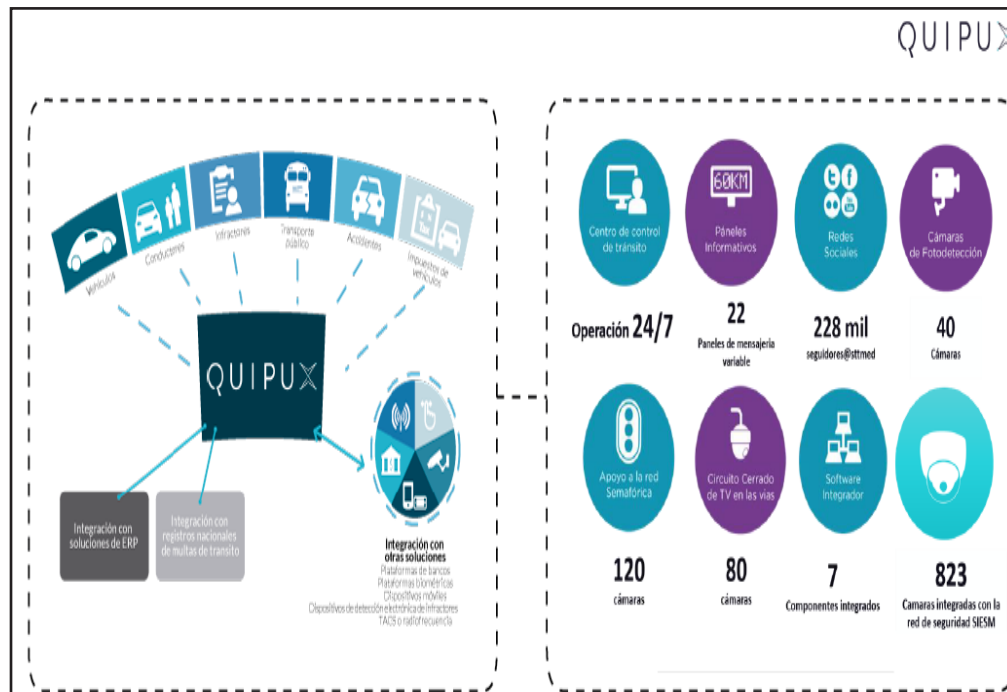 QUIPUX
Vehículos
Conductores
Infractores
Transporte
público
Accidentes
Impuestos de
vehículos
Tax
QUIPUX
Integración con
soluciones de ERP
Integración con
registros nacionales
de multas de transito
Integración con
otras soluciones
Plataformas de bancos
Plataformas biométricas
Dispositivos móviles
Dispositivos de detección electrónica de infractores
TAGS o radiofrecuencia
Centro de control
de tránsito
Operación 24/7
60KM
Páneles
Informativos
22
Paneles de mensajeria
variable
Redes
Sociales
228 mil
seguidores@sttmed
Cámaras
de Fotodetección
40
Cámaras
Apoyo a la red
Semafórica
120
cámaras
Circuito Cerrado
de TV en las vias
80
cámaras
Software
Integrador
7
Componentes integrados
823
Camaras integradas con la
red de seguridad SIESM